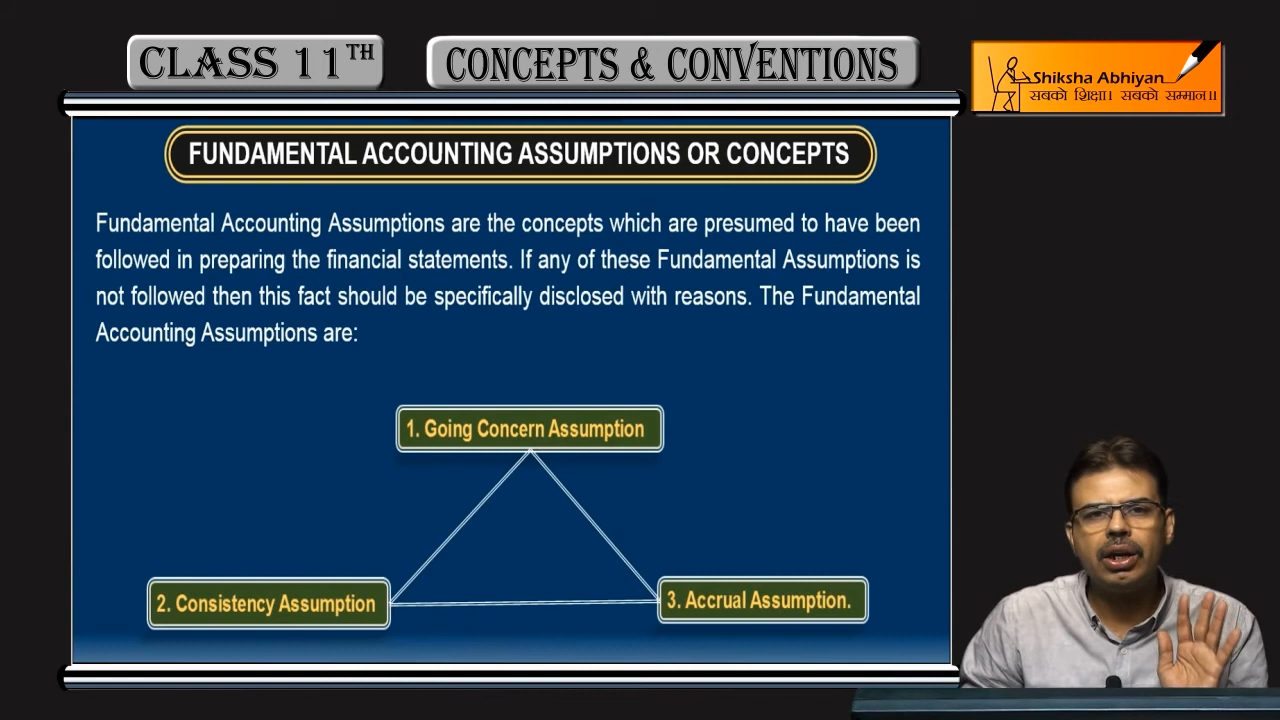 CLASS 11TH
CONCEPTS & CONVENTIONS
Shiksha Abhiyan
सबको शिक्षा। सबको सम्मान॥
FUNDAMENTAL ACCOUNTING ASSUMPTIONS OR CONCEPTS
Fundamental Accounting Assumptions are the concepts which are presumed to have been
followed in preparing the financial statements. If any of these Fundamental Assumptions is
not followed then this fact should be specifically disclosed with reasons. The Fundamental
Accounting Assumptions are:
1. Going Concern Assumption
2. Consistency Assumption
3. Accrual Assumption.